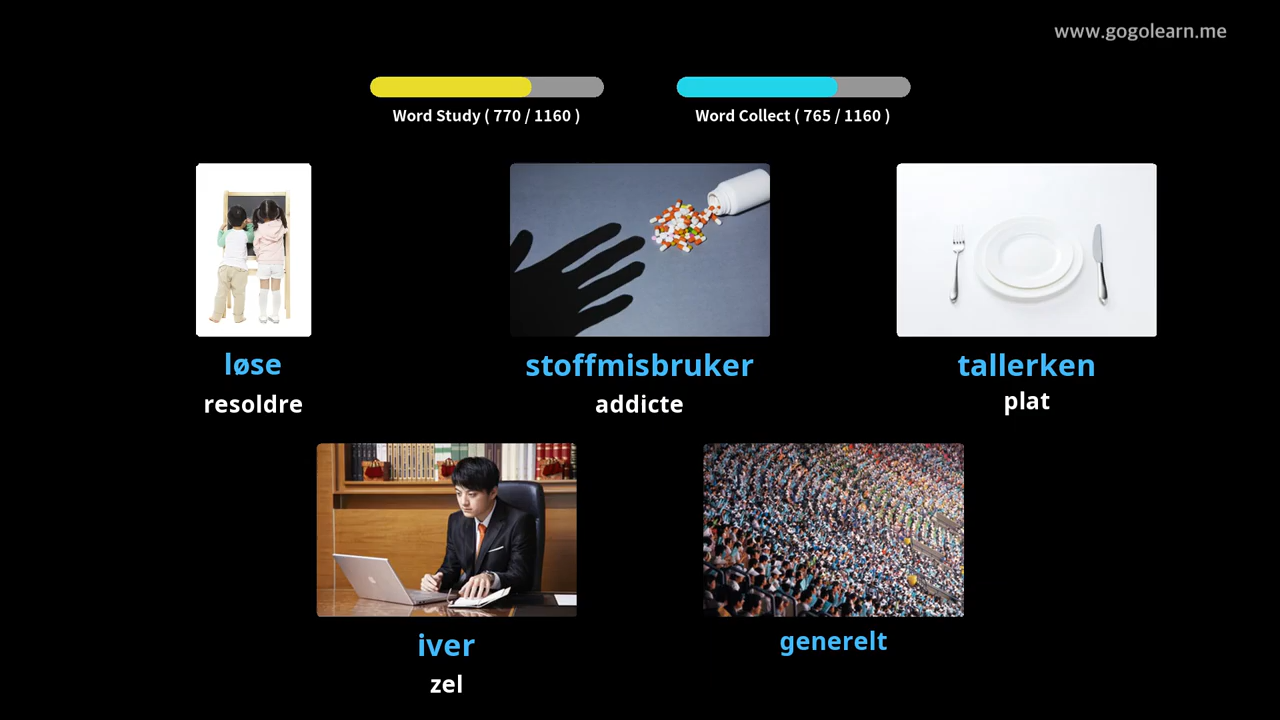 www.gogolearn.me
Word Study ( 770 / 1160 )
Word Collect ( 765 / 1160 )
løse
resoldre
stoffmisbruker
addicte
tallerken
plat
iver
zel
generelt